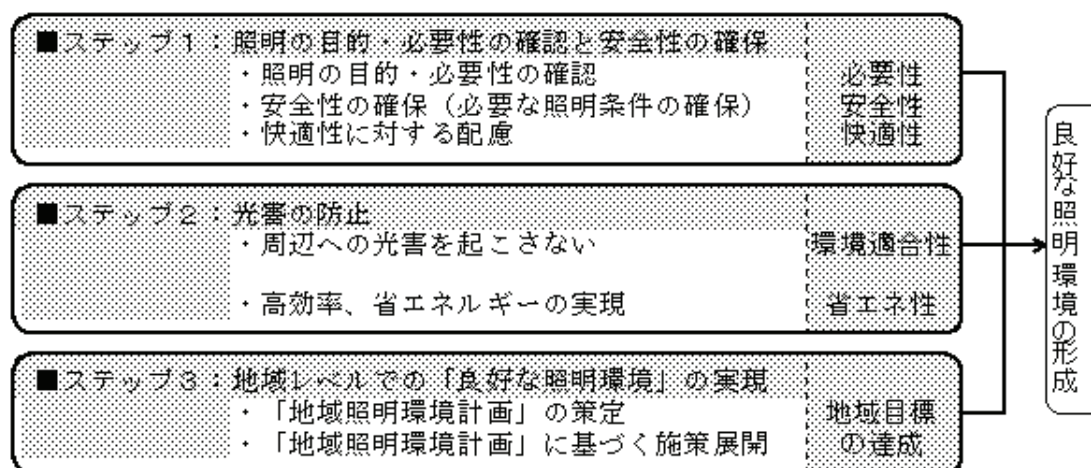 ■ステップ1：照明の目的・必要性の確認と安全性の確保
・照明の目的・必要性の確認
・安全性の確保（必要な照明条件の確保）
・快適性に対する配慮
必要性
安全性
快適性
■ステップ2：光害の防止
・周辺への光害を起こさない
・高効率、省エネルギーの実現
環境適合性
省エネ性
■ステップ3：地域レベルでの「良好な照明環境」の実現
・「地域照明環境計画」の策定
・「地域照明環境計画」に基づく施策展開
地域目標
の達成
良好な照明環境の形成